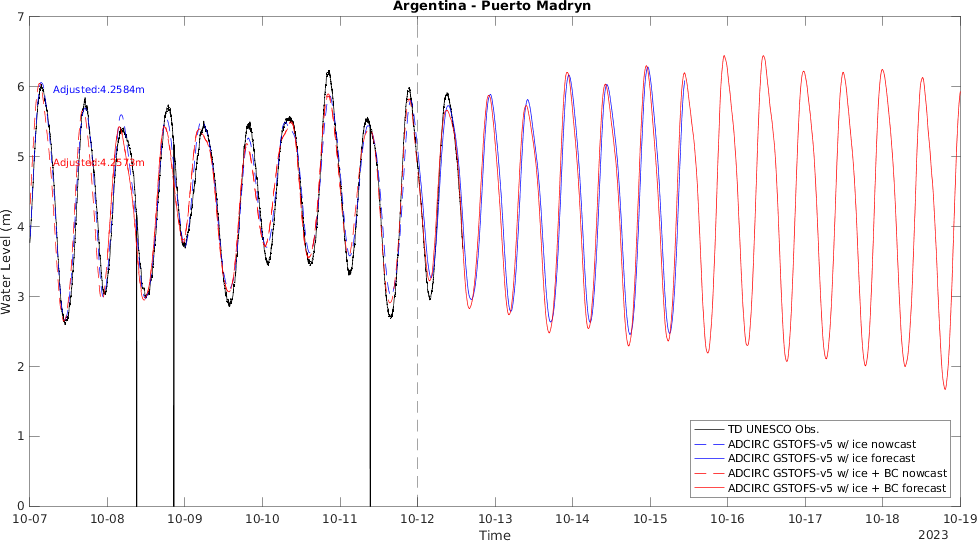 Argentina - Puerto Madryn
7
6
5
4
3
2
1
0
Water Level (m)
Adjusted:4.2584m
Adjusted:4.2573m
TD UNESCO Obs.
ADCIRC GSTOFS-v5 w/ ice nowcast
ADCIRC GSTOFS-v5 w/ ice forecast
ADCIRC GSTOFS-v5 w/ ice + BC nowcast
ADCIRC GSTOFS-v5 w/ ice + BC forecast
10-07 10-08 10-09 10-10 10-11 10-12 10-13 10-14 10-15 10-16 10-17 10-18 10-19
Time
2023